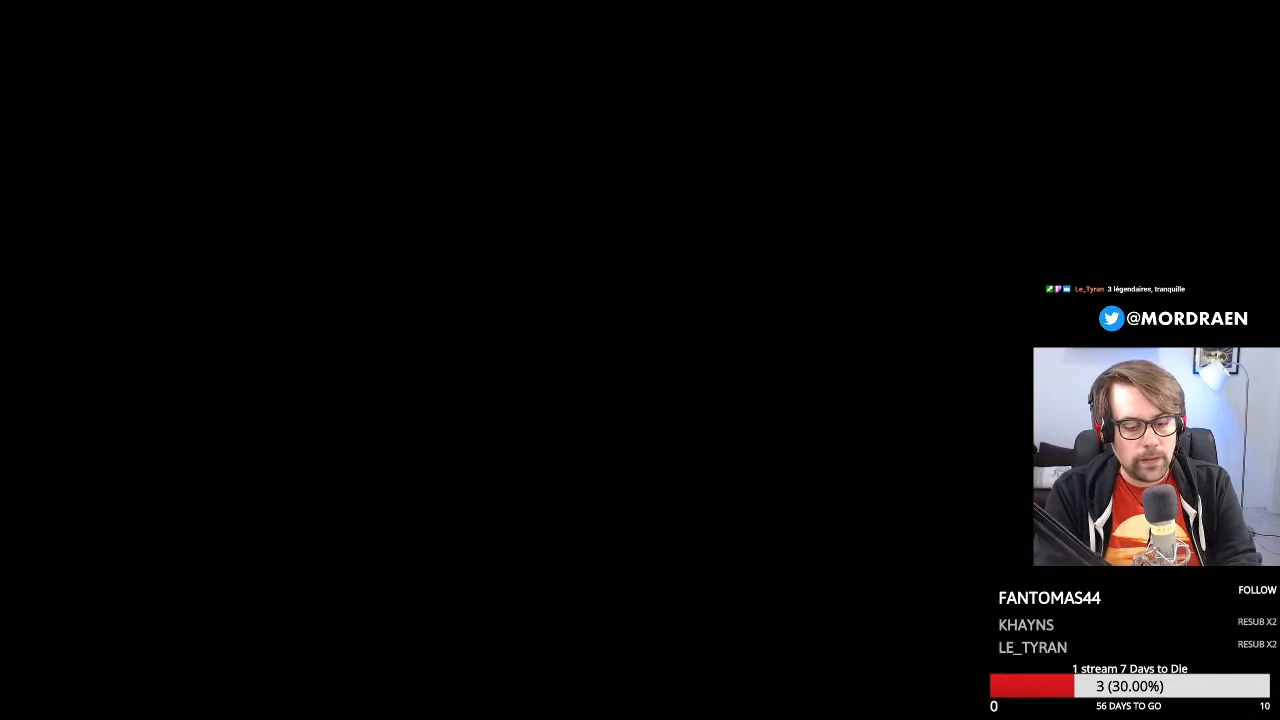 Le_Tyran 3 légendaires, tranquille
@MORDRAEN
FANTOMAS44 FOLLOW
KHAYNS RESUB X2
LE_TYRAN RESUB X2
1 stream 7 Days to Die
3 (30.00%)
0 56 DAYS TO GO 10